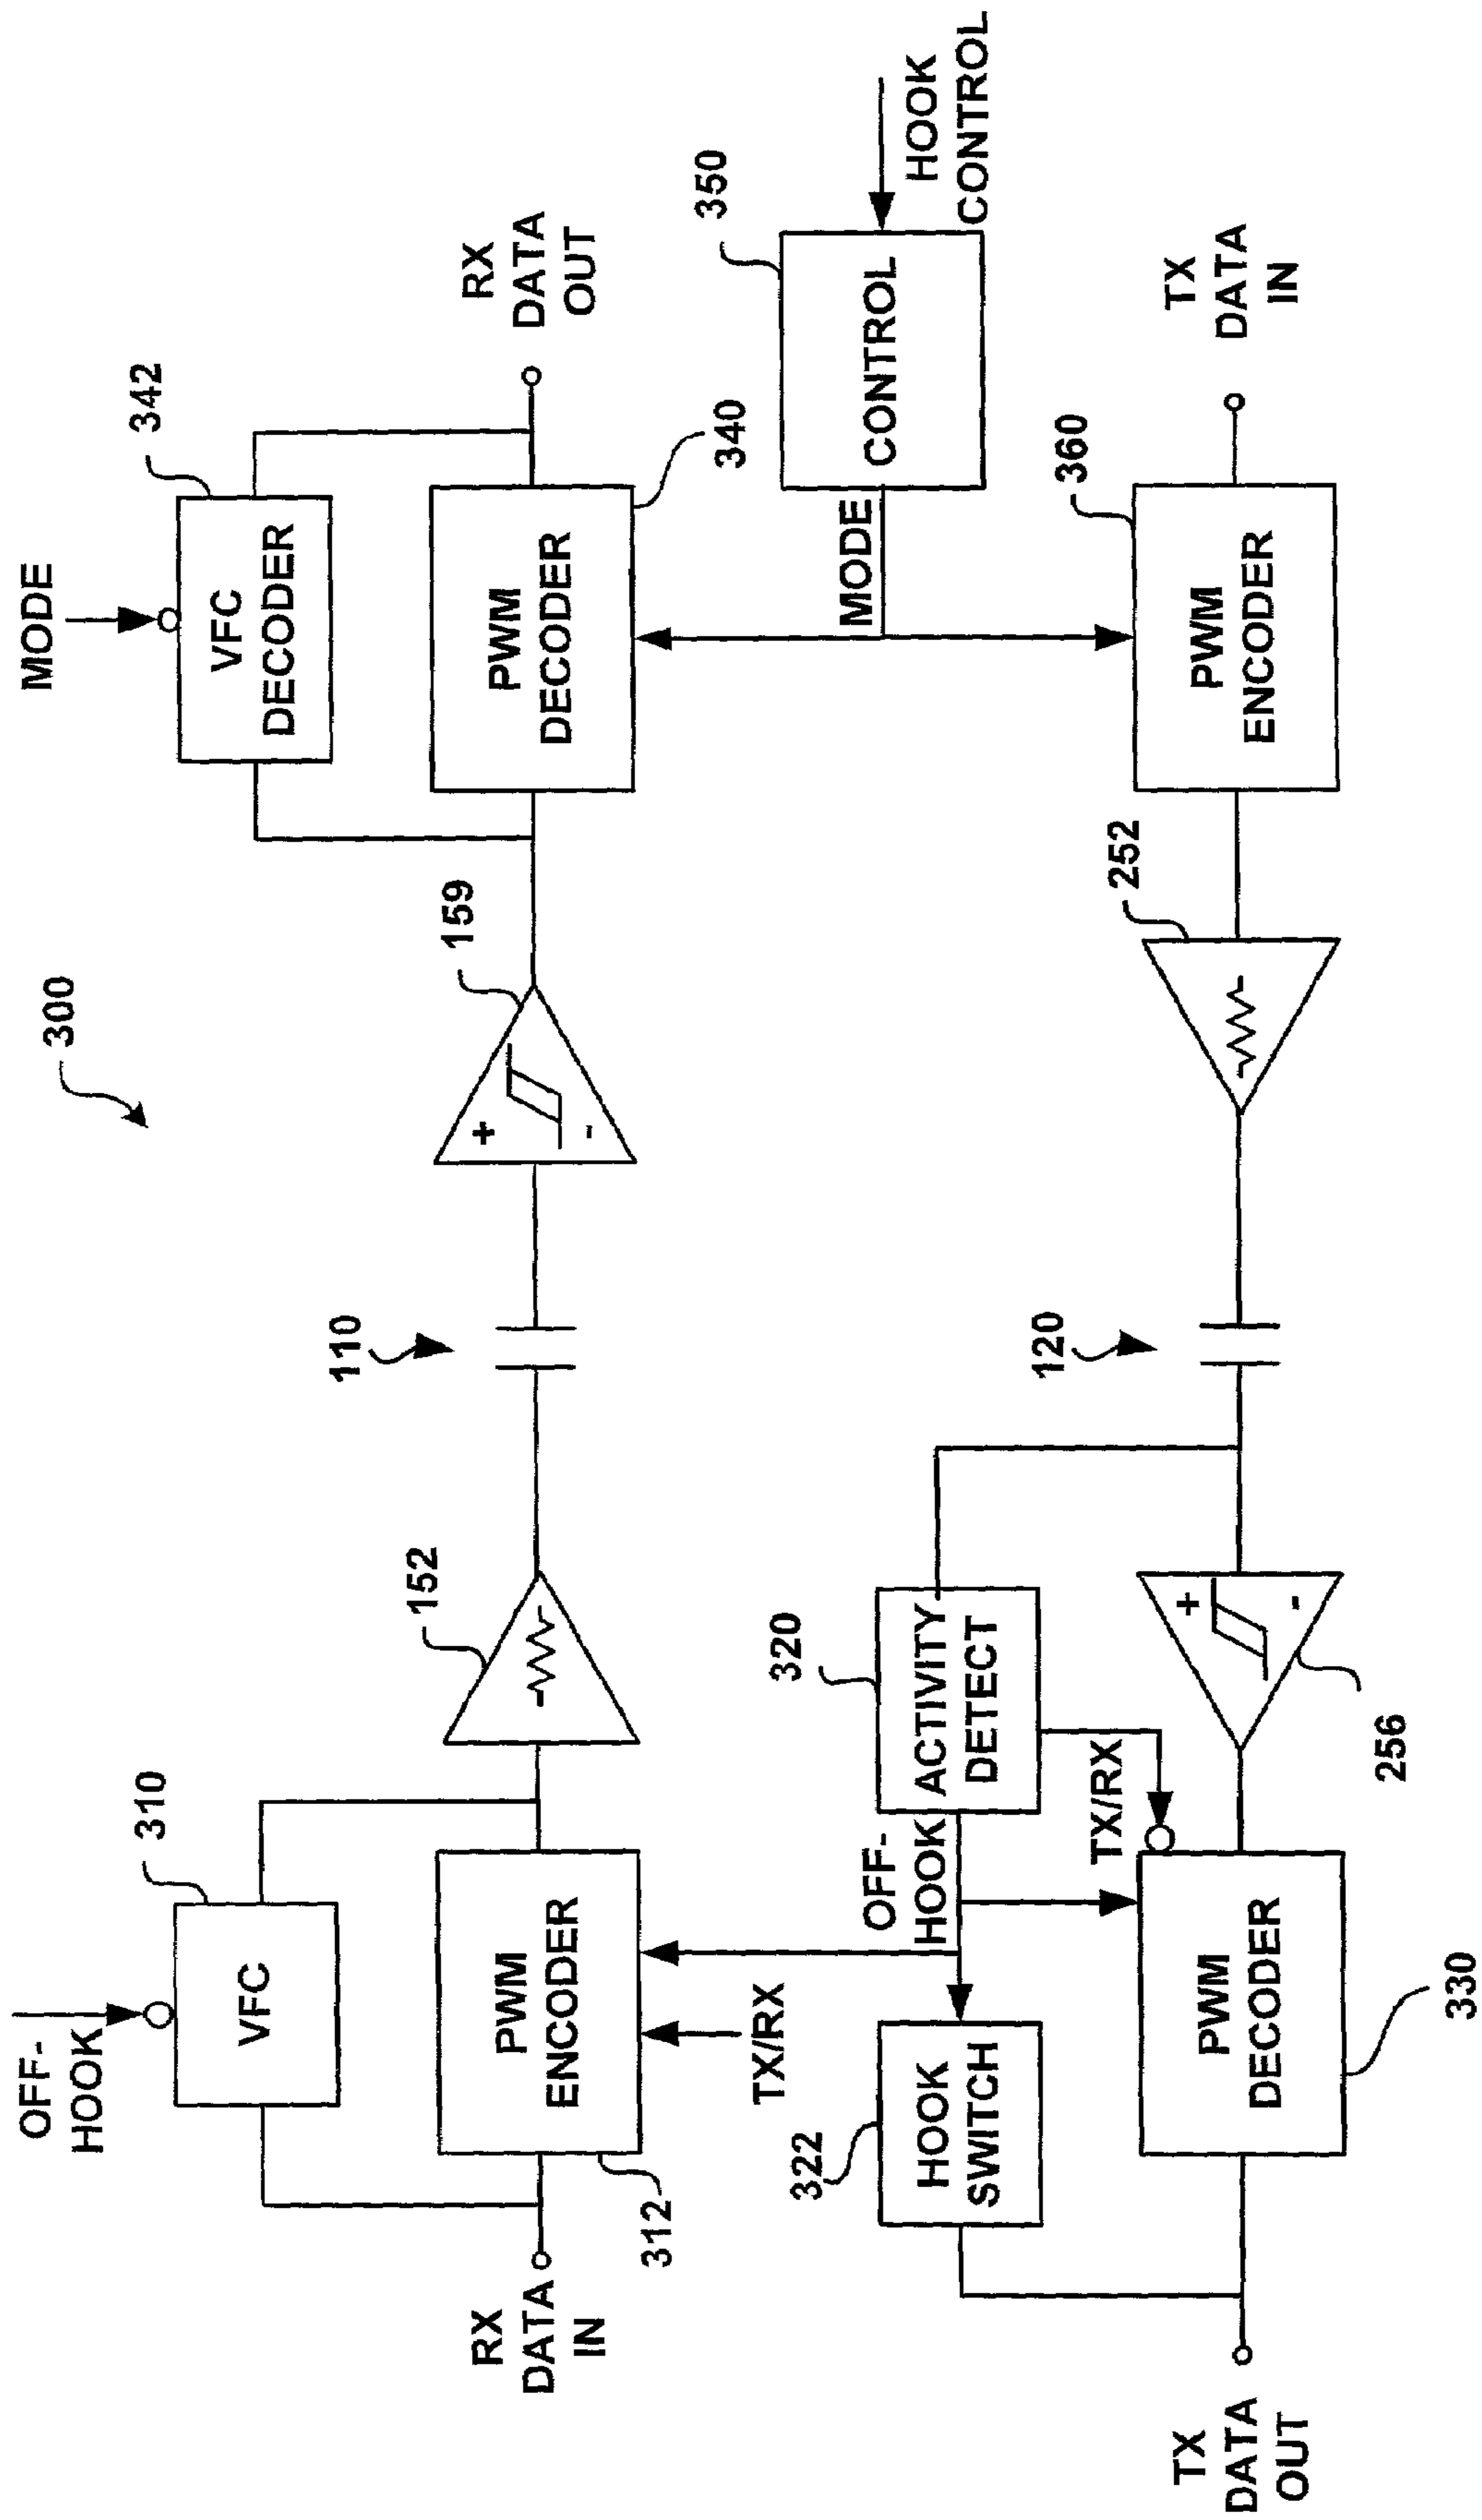 300
OFF-
HOOK
310
VFC
RX
DATA
IN
312
PWM
ENCODER
TX/RX
152
110
159
+
-
MODE
342
VFC
DECODER
PWM
DECODER
340
RX
DATA
OUT
322
HOOK
SWITCH
OFF-
HOOK
320
ACTIVITY
DETECT
TX/RX
MODE
350
CONTROL
HOOK
CONTROL
TX
DATA
OUT
PWM
DECODER
330
+
-
256
120
252
360
PWM
ENCODER
TX
DATA
IN